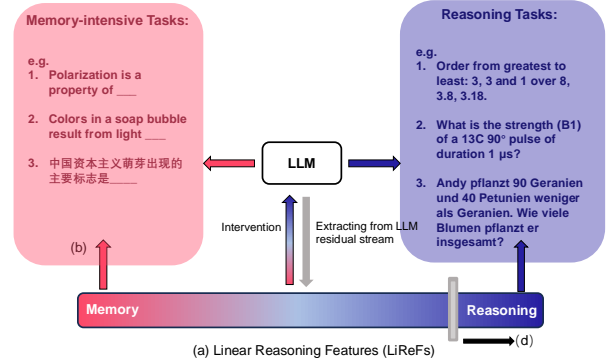 Memory-intensive Tasks:
e.g.
1. Polarization is a
property of ___
2. Colors in a soap bubble
result from light ___
3. 中国资本主义萌芽出现的
主要标志是____
(b)
LLM
Intervention
Extracting from LLM
residual stream
Reasoning Tasks:
e.g.
1. Order from greatest to
least: 3, 3 and 1 over 8,
3.8, 3.18.
2. What is the strength (B1)
of a 13C 90° pulse of
duration 1 μs?
3. Andy pflanzt 90 Geranien
und 40 Petunien weniger
als Geranien. Wie viele
Blumen pflanzt er
insgesamt?
Memory
Reasoning
(d)
(a) Linear Reasoning Features (LiReFs)